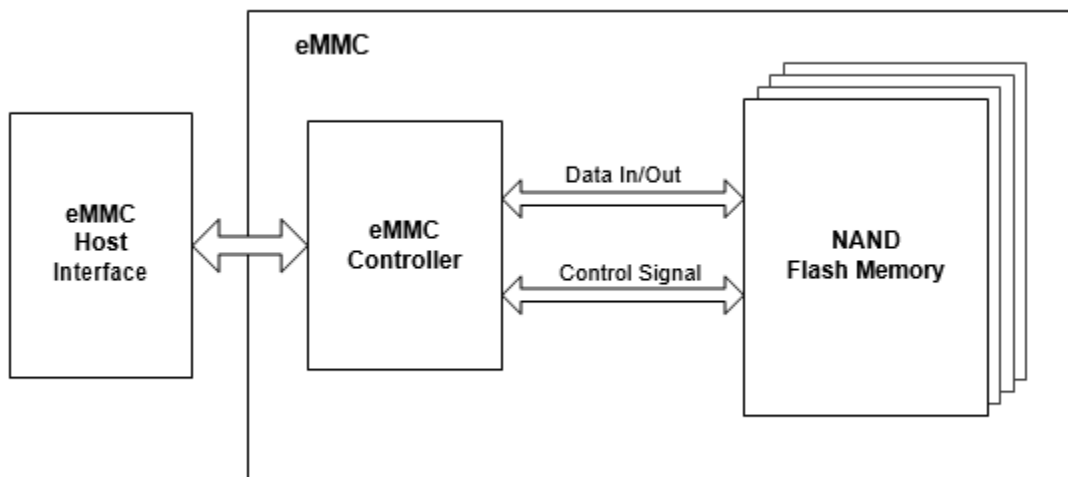 eMMC
eMMC
Host
Interface
eMMC
Controller
Data In/Out
Control Signal
NAND
Flash Memory